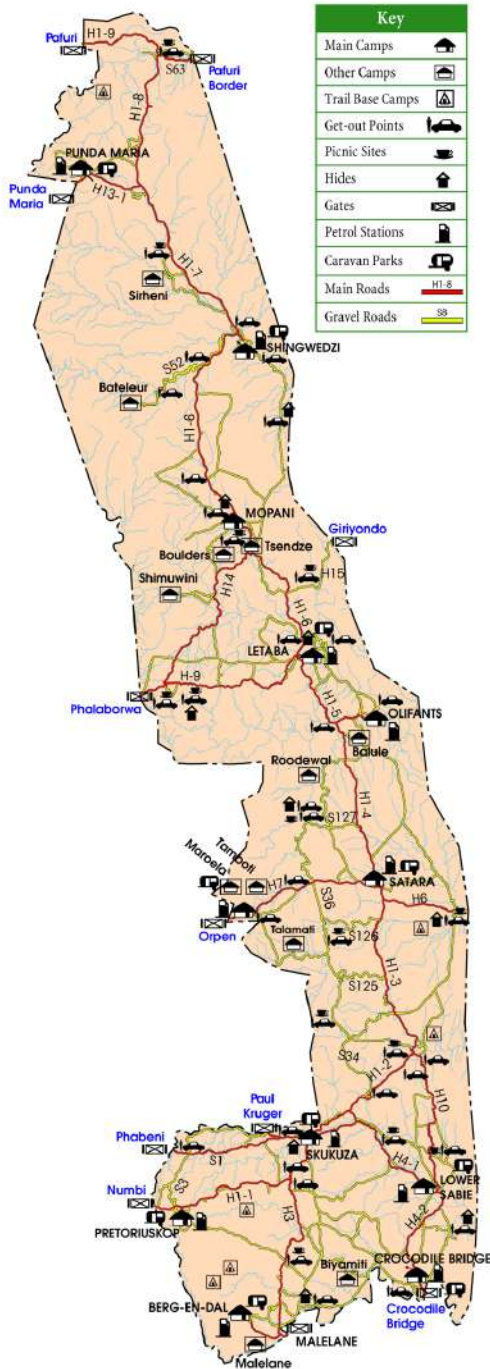 Key
Main Camps
Other Camps
Trail Base Camps
Get-out Points
Picnic Sites
Hides
Gates
Petrol Stations
Caravan Parks
Main Roads H1-8
Gravel Roads S8
Pafuri
H1-9
S63
Pafuri
Border
H1-8
PUNDA MARIA
Punda
Maria
H13-1
H1-7
Sirheni
SHINGWEDZI
S52
Bateleur
H1-6
MOPANI
Tsendze
Boulders
Giriyondo
H15
Shimuwini
H14
H1-6
LETABA
H-9
Phalaborwa
H1-5
OLIFANTS
Balule
Roodewal
H1-4
S127
Tamboti
Maroela
H7
SATARA
H6
Orpen
S36
Talamati
S126
H1-3
S125
S34
H1-2
H10
Paul
Kruger
Phabeni
S1
SKUKUZA
H4-1
LOWER
SABIE
S3
Numbi
H1-1
H3
PRETORIUSKOP
H4-2
Biyamiti
CROCODILE BRIDGE
BERG-EN-DAL
Crocodile
Bridge
MALELANE
Malelane